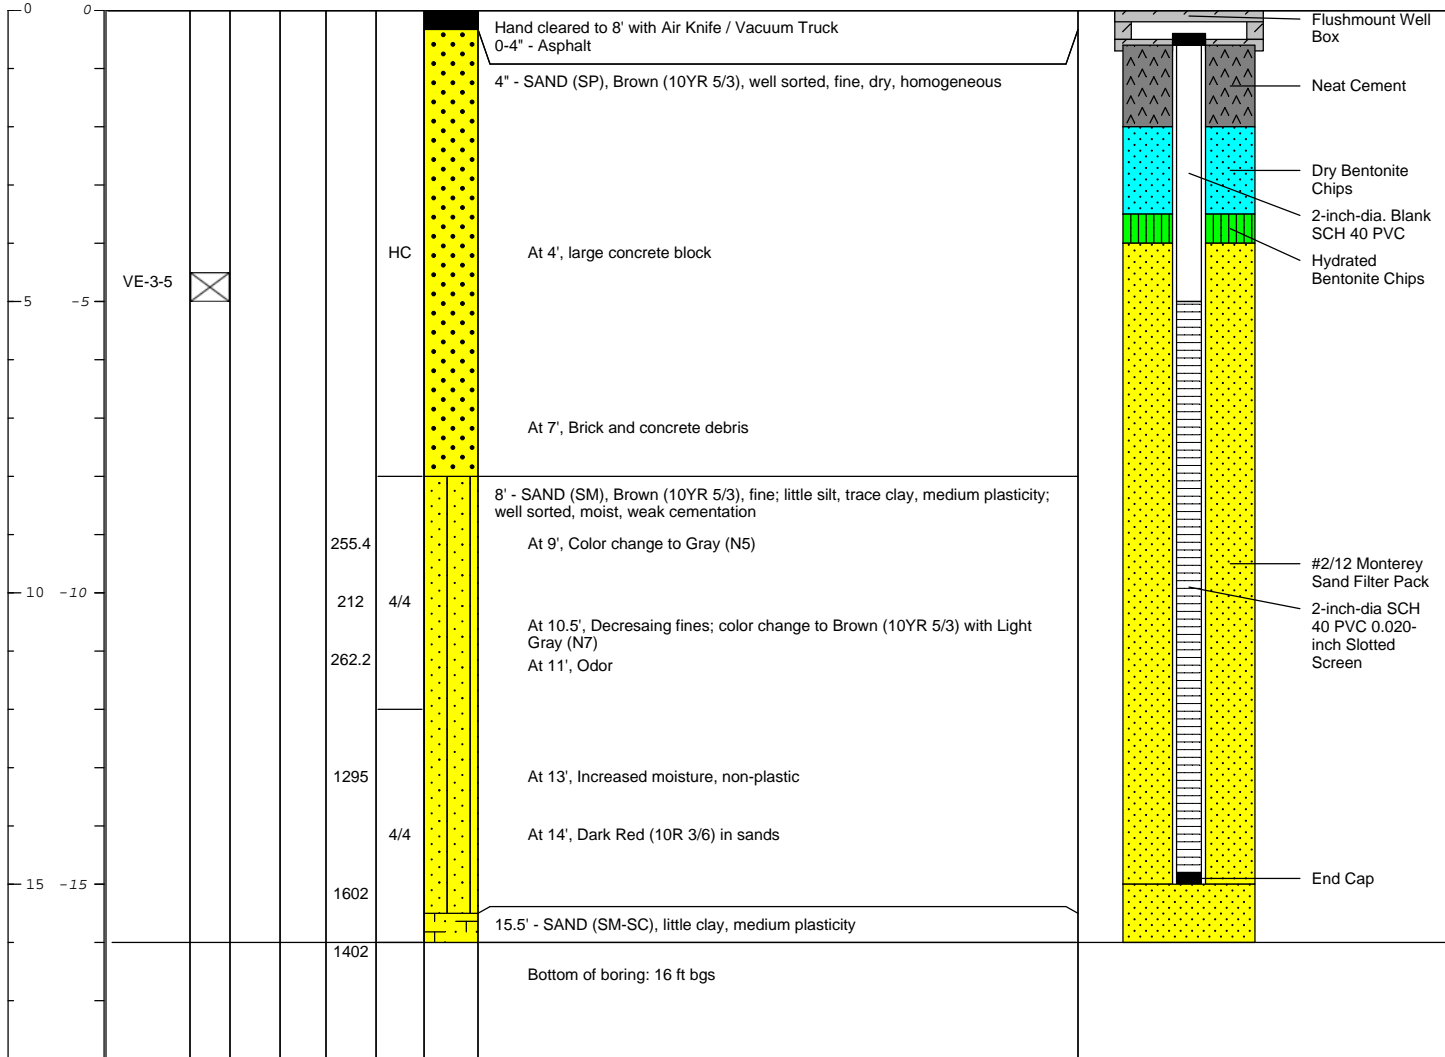 0
0
Hand cleared to 8' with Air Knife / Vacuum Truck
0-4" - Asphalt
4" - SAND (SP), Brown (10YR 5/3), well sorted, fine, dry, homogeneous
HC
At 4', large concrete block
VE-3-5
5
-5
At 7', Brick and concrete debris
8' - SAND (SM), Brown (10YR 5/3), fine; little silt, trace clay, medium plasticity;
well sorted, moist, weak cementation
255.4
At 9', Color change to Gray (N5)
10
-10
212
4/4
At 10.5', Decresaing fines; color change to Brown (10YR 5/3) with Light
Gray (N7)
262.2
At 11', Odor
1295
At 13', Increased moisture, non-plastic
4/4
At 14', Dark Red (10R 3/6) in sands
15
-15
1602
15.5' - SAND (SM-SC), little clay, medium plasticity
1402
Bottom of boring: 16 ft bgs
Flushmount Well
Box
Neat Cement
Dry Bentonite
Chips
2-inch-dia. Blank
SCH 40 PVC
Hydrated
Bentonite Chips
#2/12 Monterey
Sand Filter Pack
2-inch-dia SCH
40 PVC 0.020-
inch Slotted
Screen
End Cap